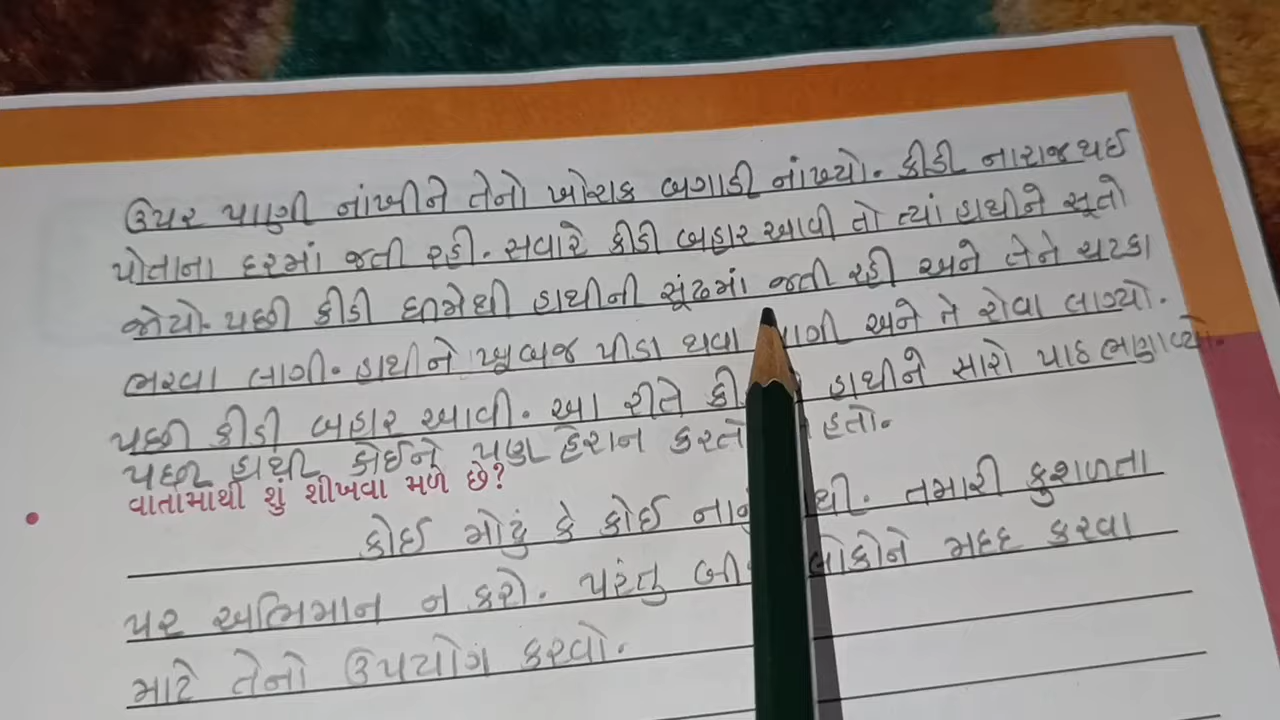 ઉપર પાણી નાંખીને તેનો ખોરાક બગાડી નાંખ્યો. કીડી નારાજ થઈ
પોતાના દરમાં જતી રહી. સવારે કીડી બહાર આવી તો ત્યાં હાથીને સૂતો
જોયો. પછી કીડી ધીમેથી હાથીની સૂંઢમાં જતી રહી અને તેને ચટકા
ભરવા લાગી. હાથીને ખૂબજ પીડા થવા અને તે રોવા લાગ્યો.
પછી કીડી બહાર આવી. આ રીતે હાથીને સારો પાઠ ભણાવ્યો.
પછી હાથી કોઈને પણ હેરાન કરતો હતો.
વાર્તામાંથી શું શીખવા મળે છે?
કોઈ મોટું કે કોઈ તમારી કુશળતા
પર અભિમાન ન કરો. પરંતુ લોકોને મદદ કરવા
માટે તેનો ઉપયોગ કરવો.